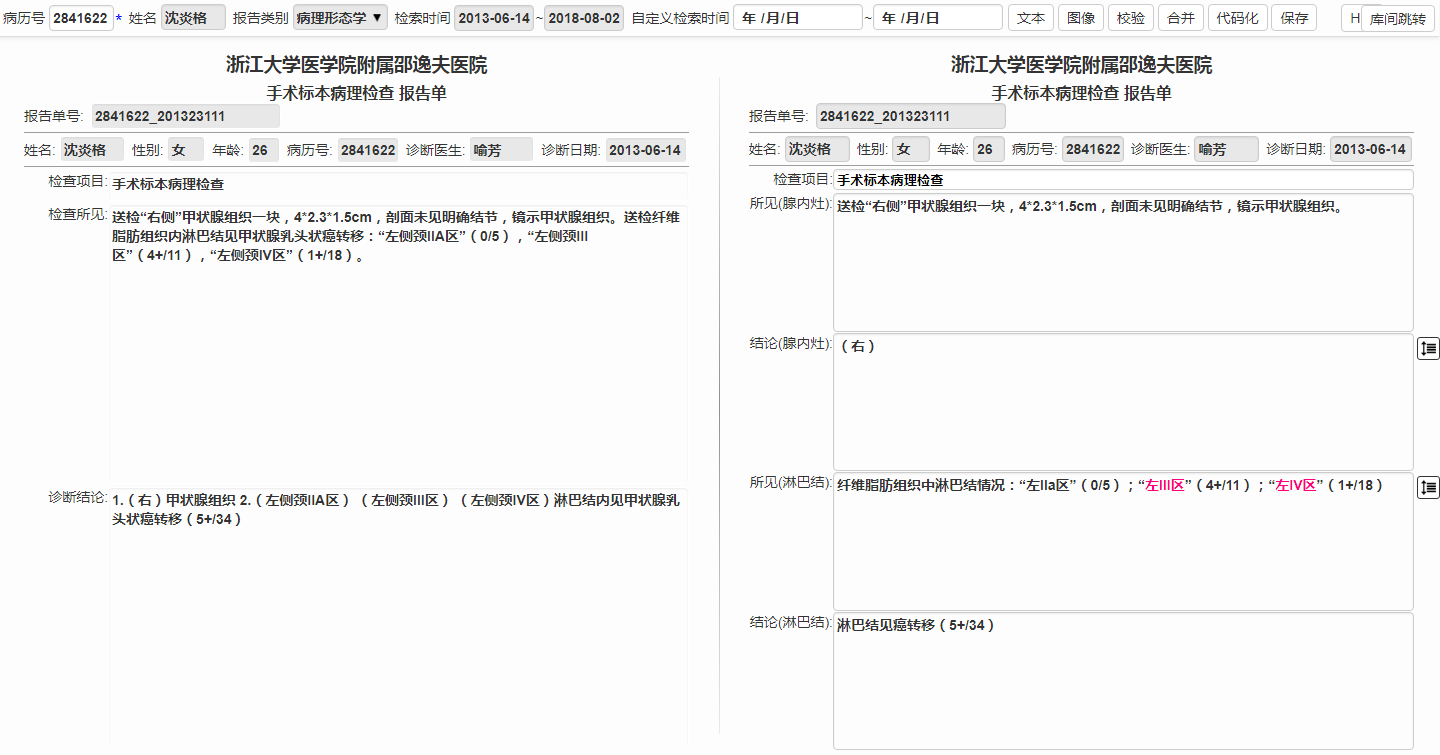 病历号 2841622 * 姓名 沈炎格 报告类别 病理形态学 ▼ 检索时间 2013-06-14 ~ 2018-08-02 自定义检索时间 年 /月/日 ~ 年 /月/日 文本 图像 校验 合并 代码化 保存 H 库间跳转
浙江大学医学院附属邵逸夫医院
手术标本病理检查 报告单
报告单号: 2841622_201323111
姓名: 沈炎格 性别: 女 年龄: 26 病历号: 2841622 诊断医生: 喻芳 诊断日期: 2013-06-14
检查项目: 手术标本病理检查
检查所见: 送检“右侧”甲状腺组织一块，4*2.3*1.5cm，剖面未见明确结节，镜示甲状腺组织。送检纤维
脂肪组织内淋巴结见甲状腺乳头状癌转移：“左侧颈IIA区”（0/5），“左侧颈III
区”（4+/11），“左侧颈IV区”（1+/18）。
诊断结论: 1.（右）甲状腺组织 2.（左侧颈IIA区）（左侧颈III区）（左侧颈IV区）淋巴结内见甲状腺乳
头状癌转移（5+/34）
浙江大学医学院附属邵逸夫医院
手术标本病理检查 报告单
报告单号: 2841622_201323111
姓名: 沈炎格 性别: 女 年龄: 26 病历号: 2841622 诊断医生: 喻芳 诊断日期: 2013-06-14
检查项目: 手术标本病理检查
所见(腺内灶): 送检“右侧”甲状腺组织一块，4*2.3*1.5cm，剖面未见明确结节，镜示甲状腺组织。
结论(腺内灶): （右）
所见(淋巴结): 纤维脂肪组织中淋巴结情况：“左IIa区”（0/5）；“左III区”（4+/11）；“左IV区”（1+/18）
结论(淋巴结): 淋巴结见癌转移（5+/34）